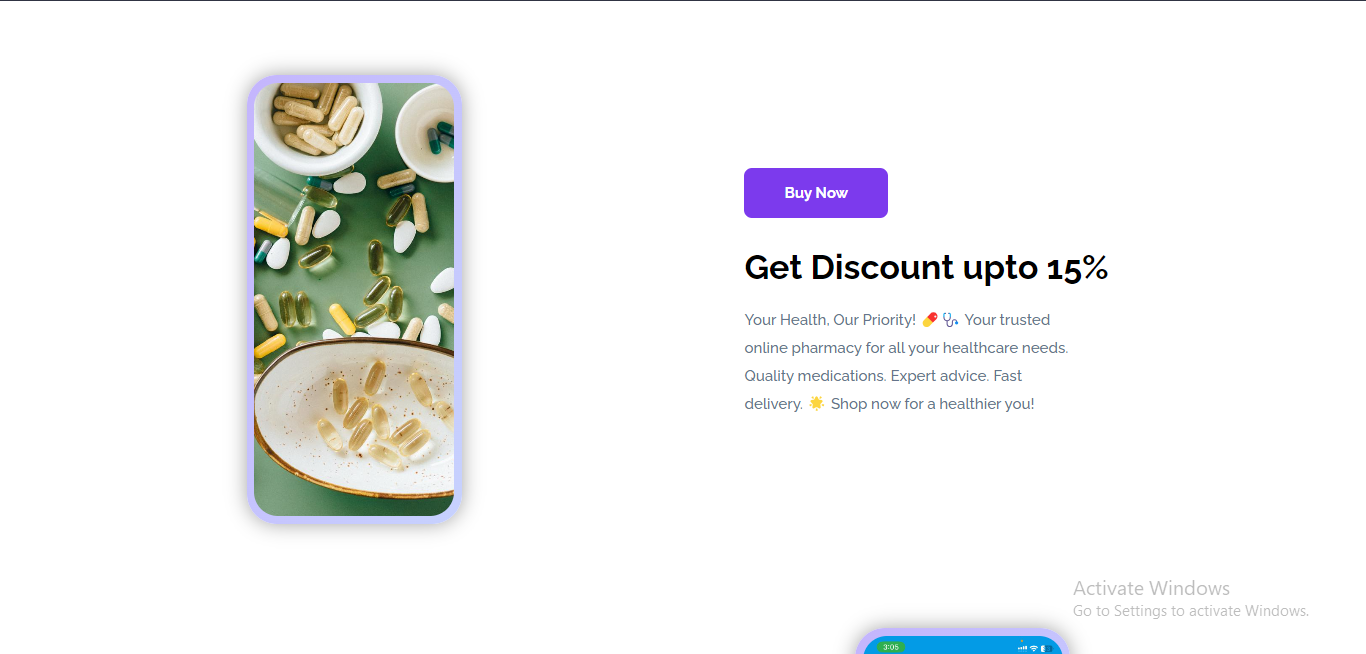 Buy Now
Get Discount upto 15%
Your Health, Our Priority! 💊🩺 Your trusted
online pharmacy for all your healthcare needs.
Quality medications. Expert advice. Fast
delivery. 🌟 Shop now for a healthier you!
Activate Windows
Go to Settings to activate Windows.
3:05